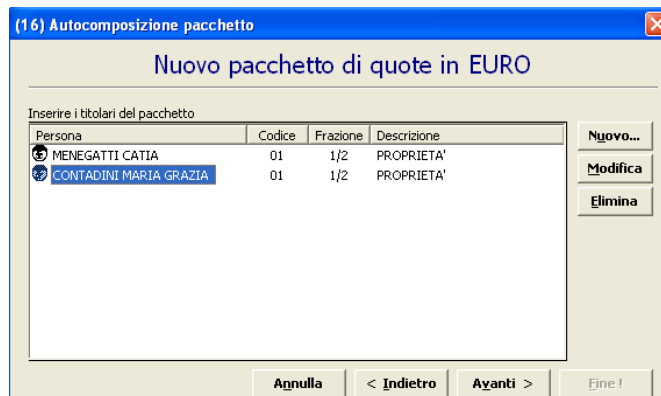 (16) Autocomposizione pacchetto
Nuovo pacchetto di quote in EURO
Inserire i titolari del pacchetto
Persona Codice Frazione Descrizione
MENEGATTI CATIA 01 1/2 PROPRIETA'
CONTADINI MARIA GRAZIA 01 1/2 PROPRIETA'
Nuovo...
Modifica
Elimina
Annulla < Indietro Avanti > Fine !